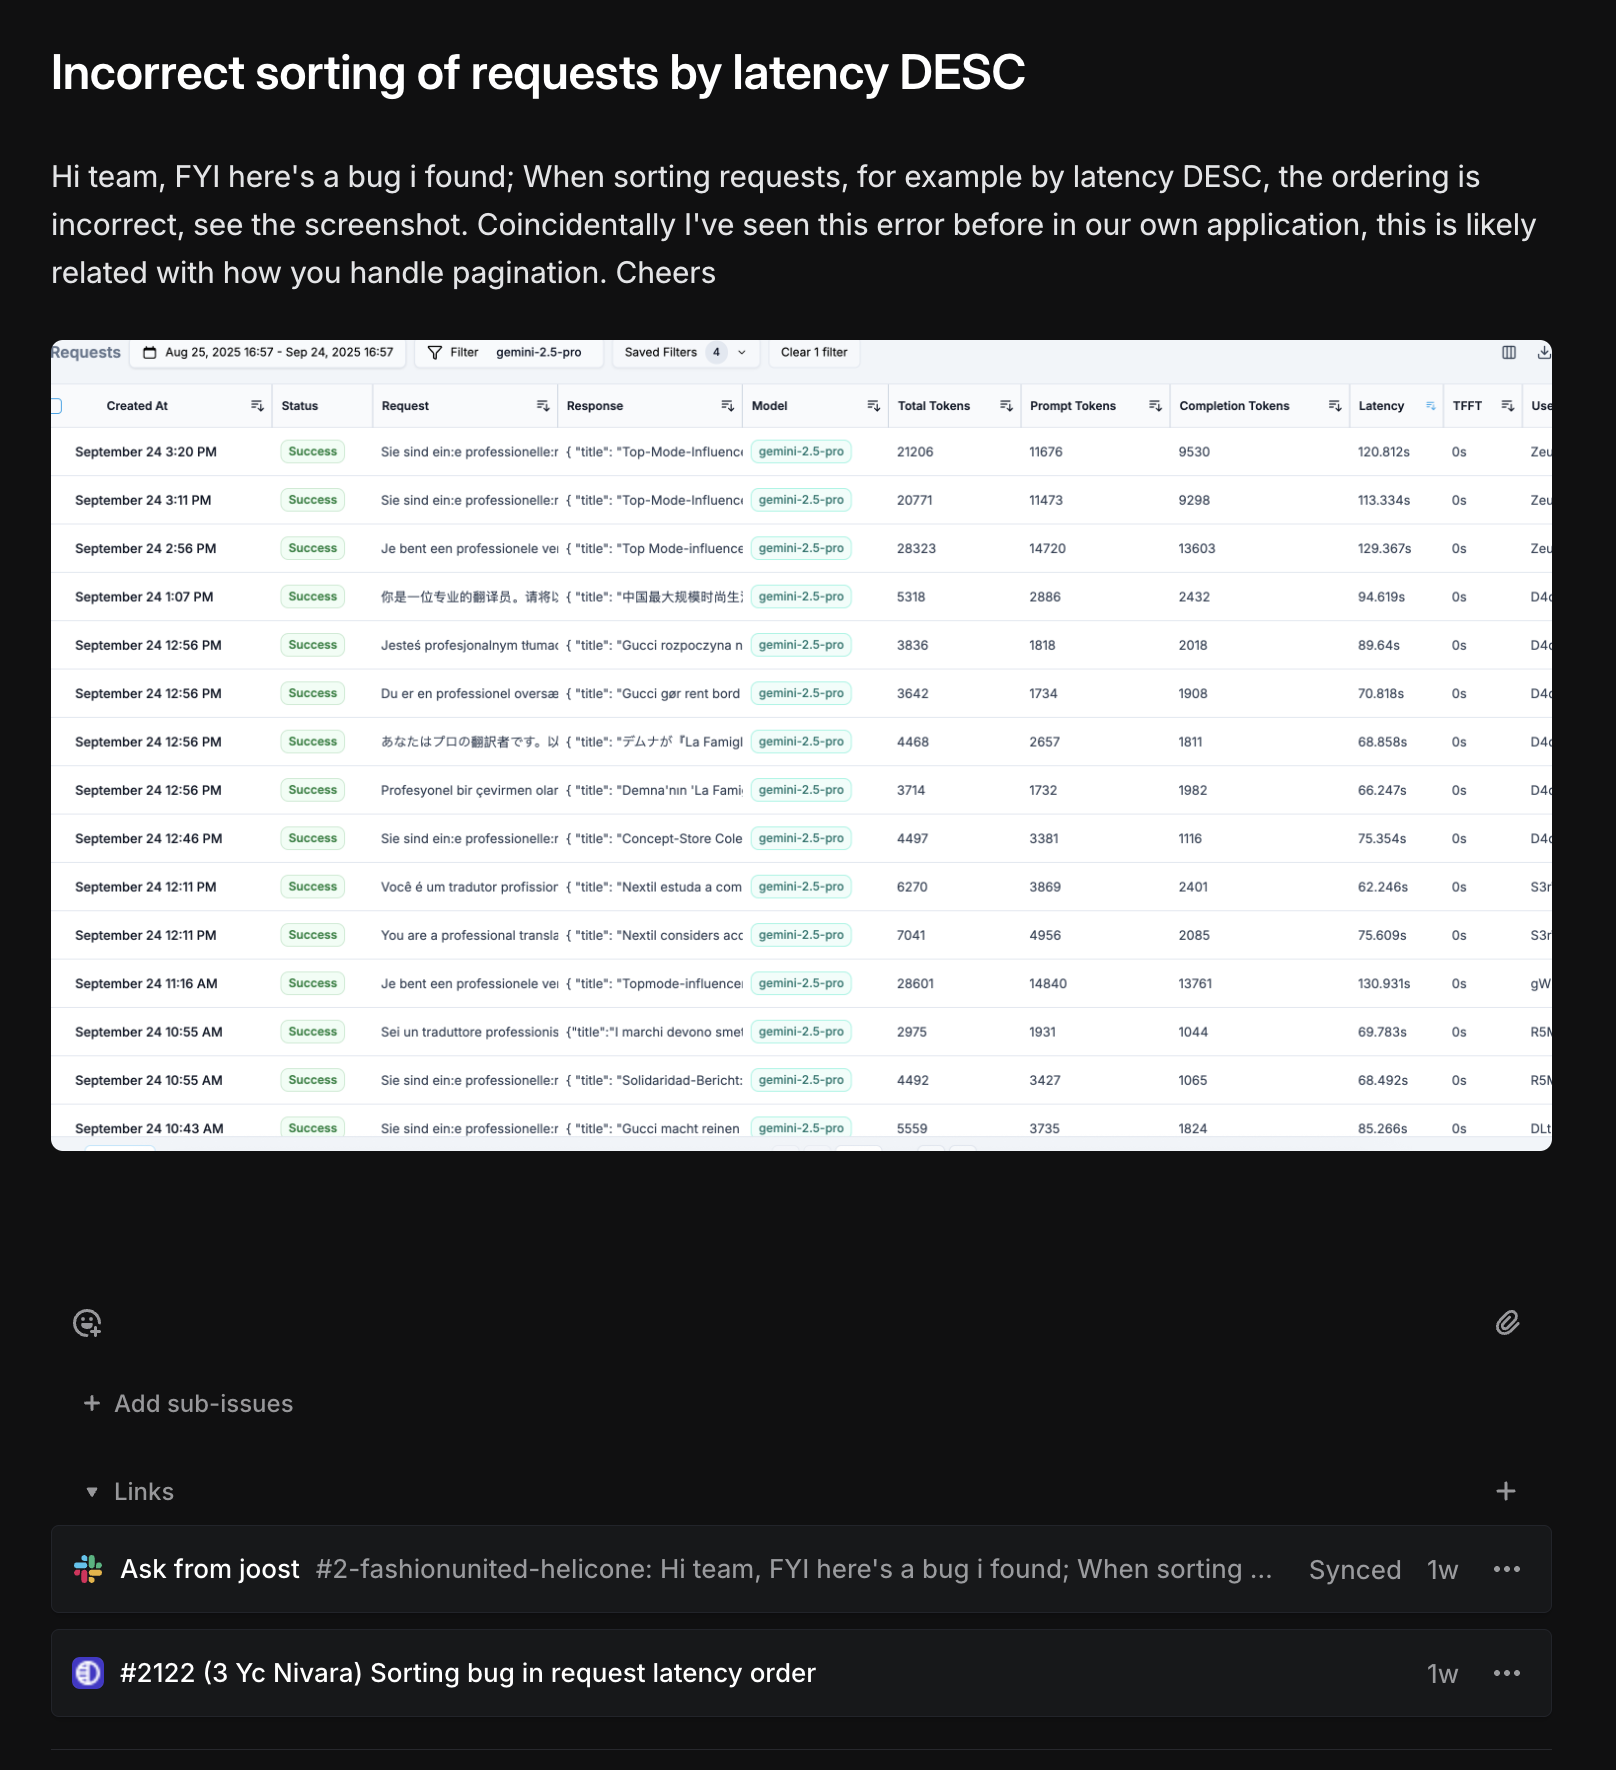 Incorrect sorting of requests by latency DESC
Hi team, FYI here's a bug i found; When sorting requests, for example by latency DESC, the ordering is
incorrect, see the screenshot. Coincidentally I've seen this error before in our own application, this is likely
related with how you handle pagination. Cheers
Requests Aug 25, 2025 16:57 - Sep 24, 2025 16:57 Filter gemini-2.5-pro Saved Filters 4 Clear 1 filter
Created At Status Request Response Model Total Tokens Prompt Tokens Completion Tokens Latency TFFT Use
September 24 3:20 PM Success Sie sind ein:e professionelle:r { "title": "Top-Mode-Influence gemini-2.5-pro 21206 11676 9530 120.812s 0s Zeu
September 24 3:11 PM Success Sie sind ein:e professionelle:r { "title": "Top-Mode-Influence gemini-2.5-pro 20771 11473 9298 113.334s 0s Zeu
September 24 2:56 PM Success Je bent een professionele ver { "title": "Top Mode-influence gemini-2.5-pro 28323 14720 13603 129.367s 0s Zeu
September 24 1:07 PM Success 你是一位专业的翻译员。请将以 { "title": "中国最大规模时尚生 gemini-2.5-pro 5318 2886 2432 94.619s 0s D4
September 24 12:56 PM Success Jesteś profesjonalnym tłumac { "title": "Gucci rozpoczyna n gemini-2.5-pro 3836 1818 2018 89.64s 0s D4
September 24 12:56 PM Success Du er en professionel oversæ { "title": "Gucci gør rent bord gemini-2.5-pro 3642 1734 1908 70.818s 0s D4
September 24 12:56 PM Success あなたはプロの翻訳者です。以 { "title": "デムナが『La Famigl gemini-2.5-pro 4468 2657 1811 68.858s 0s D4
September 24 12:56 PM Success Profesyonel bir çevirmen olar { "title": "Demna'nın 'La Fami gemini-2.5-pro 3714 1732 1982 66.247s 0s D4
September 24 12:46 PM Success Sie sind ein:e professionelle:r { "title": "Concept-Store Cole gemini-2.5-pro 4497 3381 1116 75.354s 0s D4
September 24 12:11 PM Success Você é um tradutor profission { "title": "Nextil estuda a com gemini-2.5-pro 6270 3869 2401 62.246s 0s S3r
September 24 12:11 PM Success You are a professional transla { "title": "Nextil considers acc gemini-2.5-pro 7041 4956 2085 75.609s 0s S3r
September 24 11:16 AM Success Je bent een professionele ver { "title": "Topmode-influencer gemini-2.5-pro 28601 14840 13761 130.931s 0s gW
September 24 10:55 AM Success Sei un traduttore professionis {"title":"I marchi devono smet gemini-2.5-pro 2975 1931 1044 69.783s 0s R5M
September 24 10:55 AM Success Sie sind ein:e professionelle:r { "title": "Solidaridad-Bericht: gemini-2.5-pro 4492 3427 1065 68.492s 0s R5M
September 24 10:43 AM Success Sie sind ein:e professionelle:r { "title": "Gucci macht reinen gemini-2.5-pro 5559 3735 1824 85.266s 0s DLt
Add sub-issues
Links
Ask from joost #2-fashionunited-helicone: Hi team, FYI here's a bug i found; When sorting ... Synced 1w
#2122 (3 Yc Nivara) Sorting bug in request latency order 1w